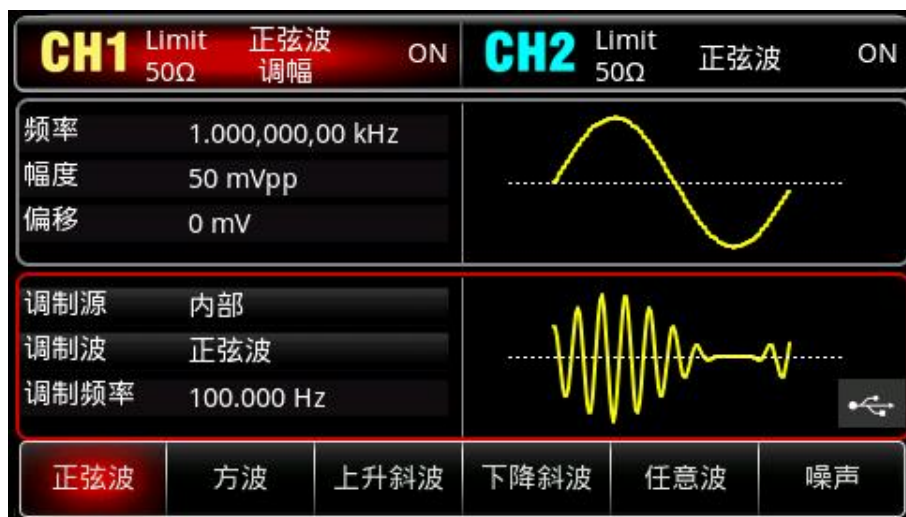 CH1 Limit 正弦波 ON CH2 Limit 正弦波 ON
50Ω 调幅 50Ω
频率 1.000,000,00 kHz
幅度 50 mVpp
偏移 0 mV
调制源 内部
调制波 正弦波
调制频率 100.000 Hz
正弦波 方波 上升斜波 下降斜波 任意波 噪声